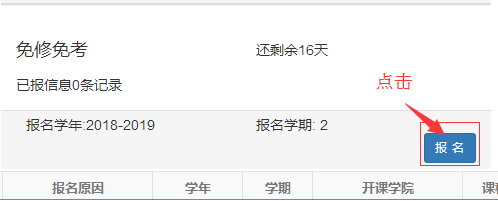 免修免考 还剩余16天
已报信息0条记录
点击
报名学年:2018-2019 报名学期: 2
报 名
报名原因 学年 学期 开课学院